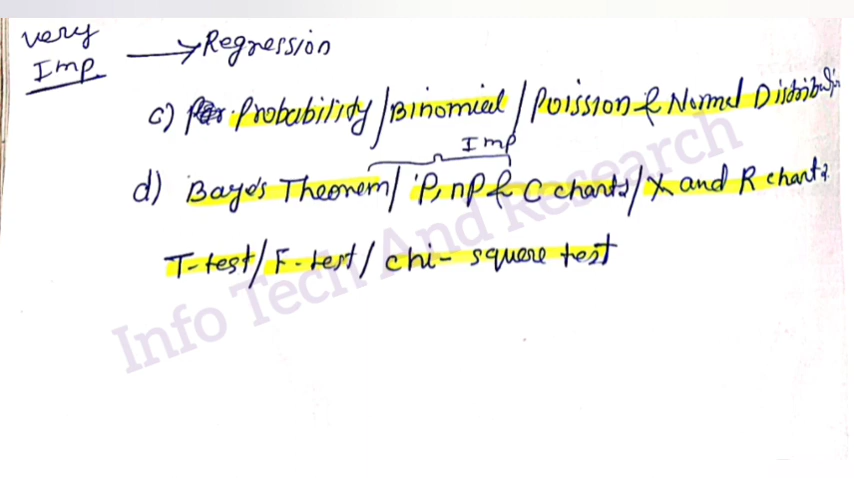 very
Imp. → Regression
c) Probability / Binomial / Poission & Normal Distribution
Imp
d) Baye's Theorem / P, nP & C charts / X and R charts
T-test / F-test / chi-square test
Info Tech And Research